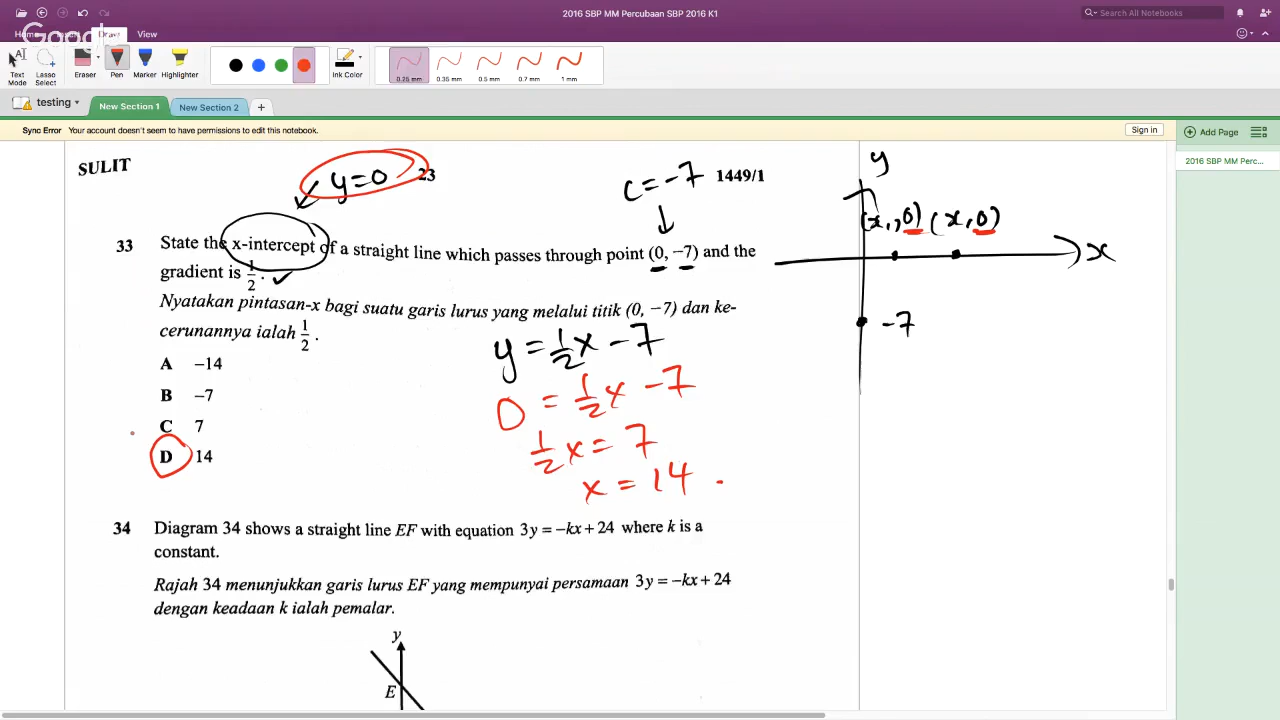 2016 SBP MM Percubaan SBP 2016 K1
Search All Notebooks
Google
Home Insert Draw View
Text Mode
Lasso Select
Eraser
Pen
Marker
Highlighter
Ink Color
0.25 mm
0.35 mm
0.5 mm
0.7 mm
1 mm
testing
New Section 1
New Section 2
+
Sync Error Your account doesn't seem to have permissions to edit this notebook.
Sign in
Add Page
2016 SBP MM Perc...
SULIT
y=0
23
c=-7
1449/1
33 State the x-intercept of a straight line which passes through point (0, −7) and the
gradient is 1/2 .
Nyatakan pintasan-x bagi suatu garis lurus yang melalui titik (0, −7) dan ke-
cerunannya ialah 1/2 .
A −14
B −7
C 7
D 14
y = 1/2x - 7
0 = 1/2x - 7
1/2x = 7
x = 14
y
(x, 0) (x, 0)
x
-7
34 Diagram 34 shows a straight line EF with equation 3y = −kx + 24 where k is a
constant.
Rajah 34 menunjukkan garis lurus EF yang mempunyai persamaan 3y = −kx + 24
dengan keadaan k ialah pemalar.
y
E